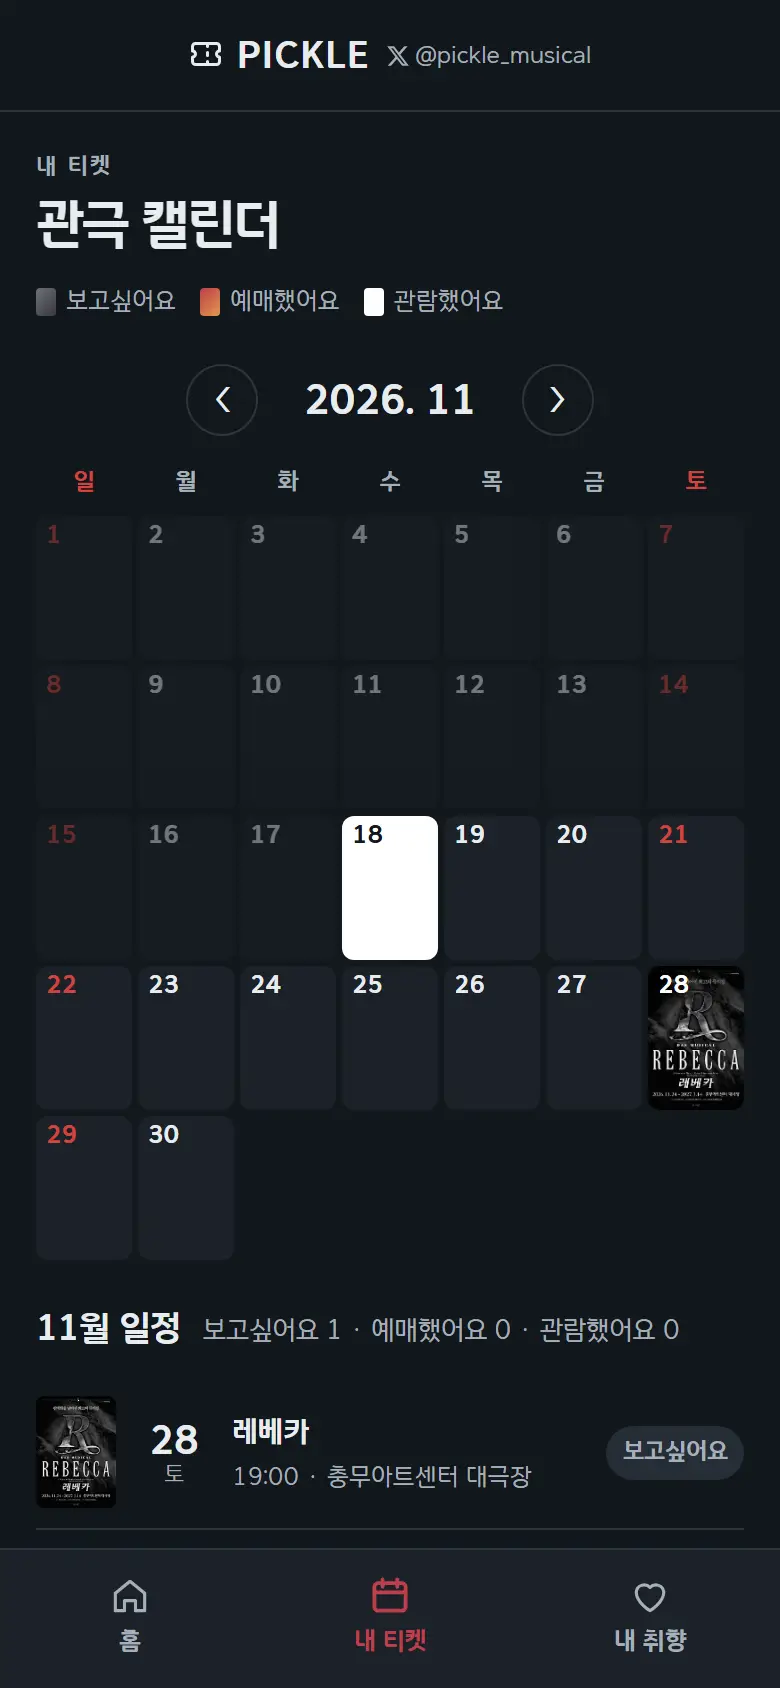 PICKLE @pickle_musical
내 티켓
관극 캘린더
보고싶어요 예매했어요 관람했어요
2026. 11
일 월 화 수 목 금 토
1 2 3 4 5 6 7
8 9 10 11 12 13 14
15 16 17 18 19 20 21
22 23 24 25 26 27 28
REBECCA
레베카
29 30
11월 일정 보고싶어요 1 · 예매했어요 0 · 관람했어요 0
REBECCA
레베카
28 레베카
토 19:00 · 충무아트센터 대극장
보고싶어요
홈 내 티켓 내 취향